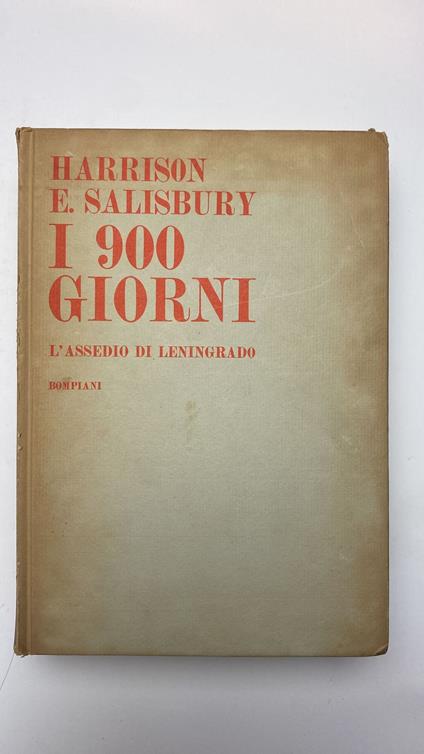 HARRISON
E. SALISBURY
I 900
GIORNI
L'ASSEDIO DI LENINGRADO
BOMPIANI